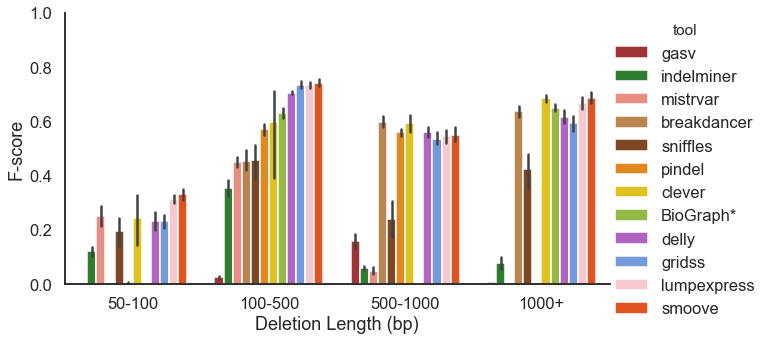 1.0
0.8
0.6
0.4
0.2
0.0
F-score
50-100
100-500
500-1000
1000+
Deletion Length (bp)
tool
gasv
indelminer
mistrvar
breakdancer
sniffles
pindel
clever
BioGraph*
delly
gridss
lumpexpress
smoove